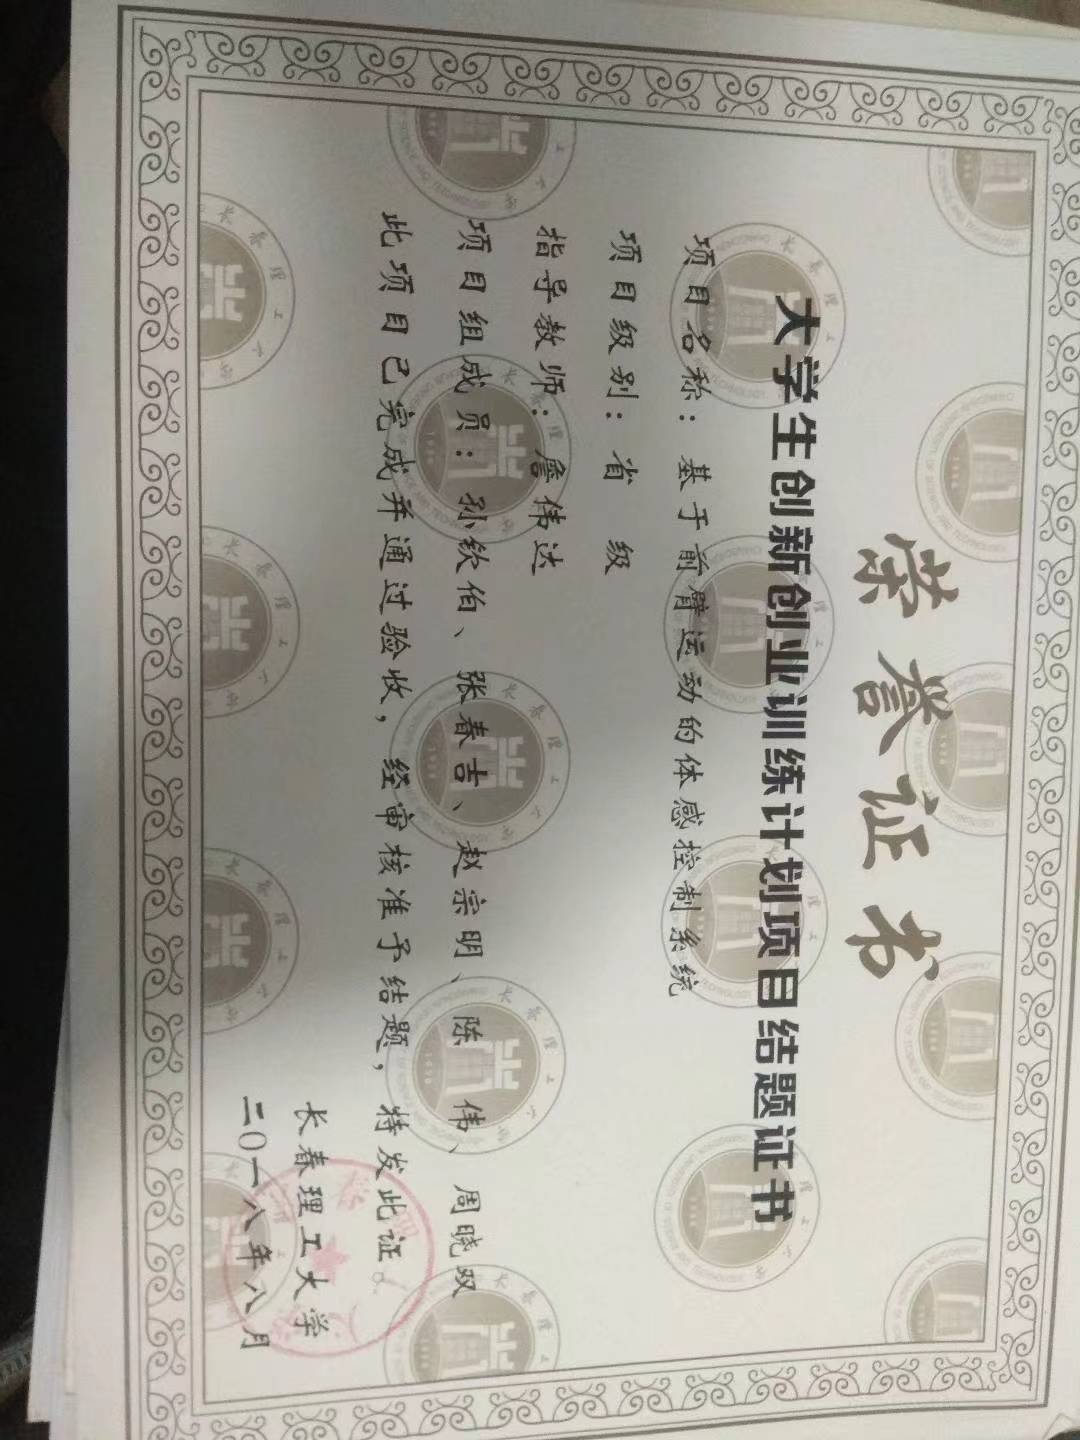 荣誉证书
大学生创新创业训练计划项目结题证书
项目名称：基于前臂运动的体感控制系统
项目级别：省 级
指导教师：詹伟达
项目组成员：孙钦伯、张春吉、赵宗明、陈 伟、周晓双
此项目已完成并通过验收，经审核准予结题，特发此证。
长春理工大学
二〇一八年八月